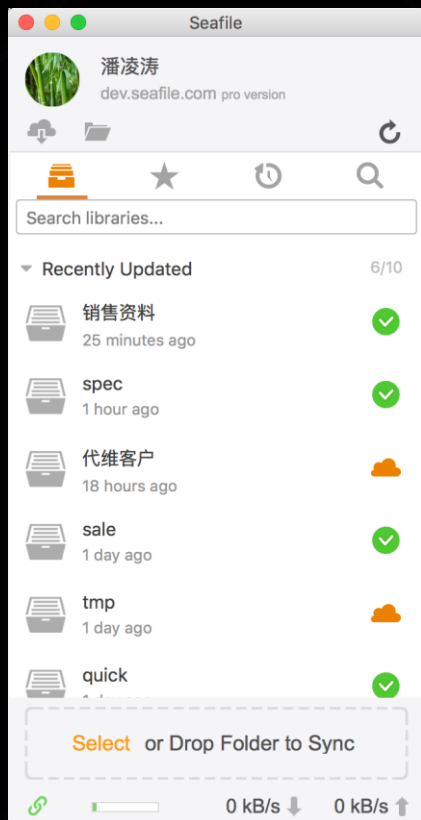 Seafile
潘凌涛
dev.seafile.com pro version
Search libraries...
Recently Updated 6/10
销售资料
25 minutes ago
spec
1 hour ago
代维客户
18 hours ago
sale
1 day ago
tmp
1 day ago
quick
Select or Drop Folder to Sync
0 kB/s 0 kB/s